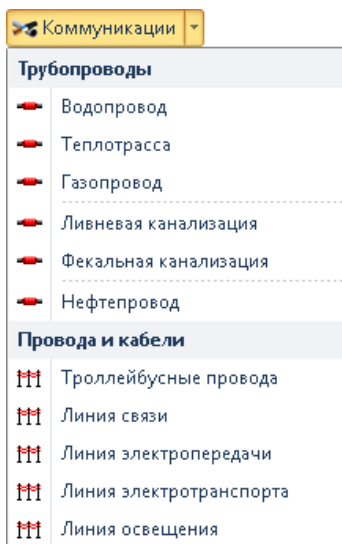 Коммуникации
Трубопроводы
Водопровод
Теплотрасса
Газопровод
Ливневая канализация
Фекальная канализация
Нефтепровод
Провода и кабели
Троллейбусные провода
Линия связи
Линия электропередачи
Линия электротранспорта
Линия освещения